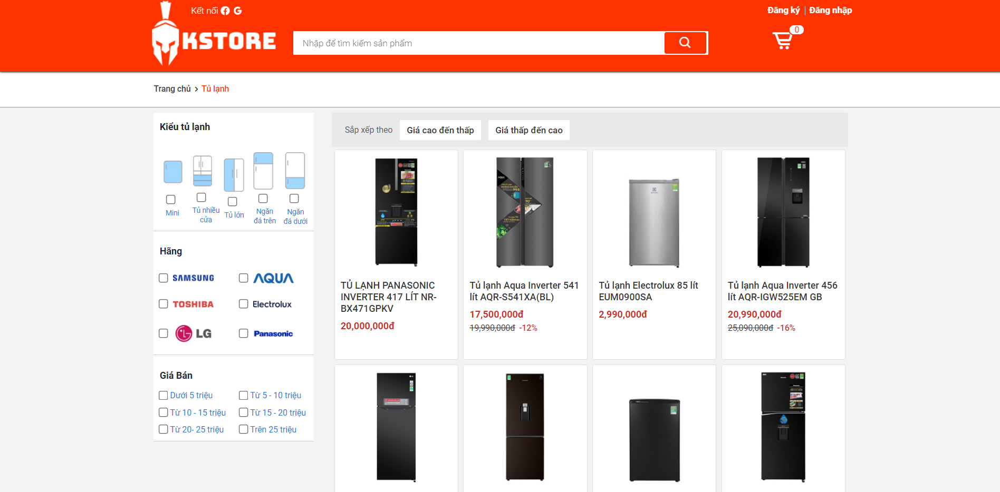 Kết nối
Đăng ký Đăng nhập
KSTORE
Nhập để tìm kiếm sản phẩm
0
Trang chủ > Tủ lạnh
Kiểu tủ lạnh
Mini
Tủ nhiều cửa
Tủ lớn
Ngăn đá trên
Ngăn đá dưới
Hãng
SAMSUNG AQUA
TOSHIBA Electrolux
LG Panasonic
Giá Bán
Dưới 5 triệu Từ 5 - 10 triệu
Từ 10 - 15 triệu Từ 15 - 20 triệu
Từ 20- 25 triệu Trên 25 triệu
Sắp xếp theo Giá cao đến thấp Giá thấp đến cao
TỦ LẠNH PANASONIC
INVERTER 417 LÍT NR-
BX471GPKV
20,000,000đ
AQUA
Tủ lạnh Aqua Inverter 541
lít AQR-S541XA(BL)
17,500,000đ
19,990,000đ -12%
Tủ lạnh Electrolux 85 lít
EUM0900SA
2,990,000đ
Tủ lạnh Aqua Inverter 456
lít AQR-IGW525EM GB
20,990,000đ
25,090,000đ -16%